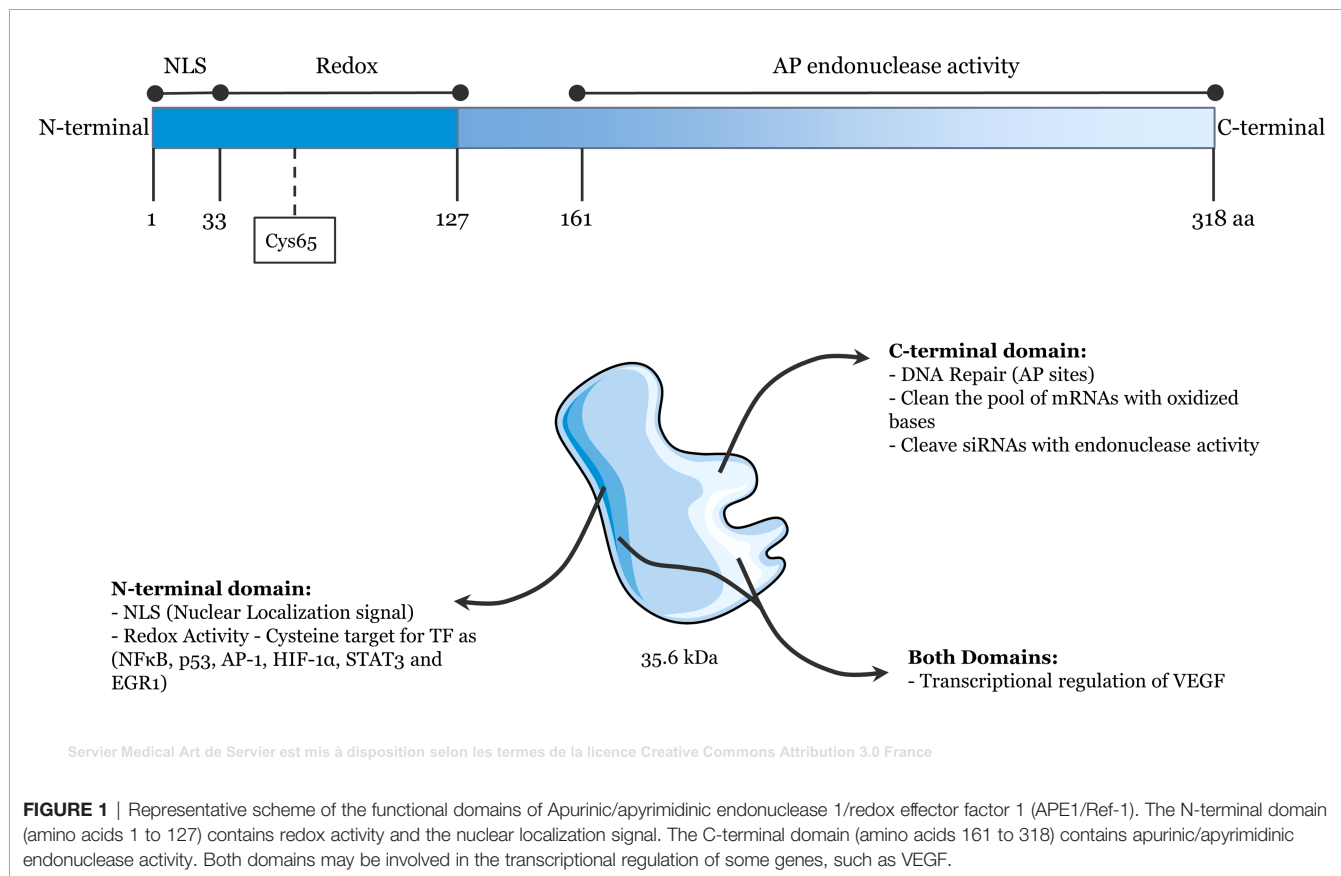 NLS
Redox
AP endonuclease activity
N-terminal
C-terminal
1
33
127
161
318 aa
Cys65
C-terminal domain:
- DNA Repair (AP sites)
- Clean the pool of mRNAs with oxidized
bases
- Cleave siRNAs with endonuclease activity
N-terminal domain:
- NLS (Nuclear Localization signal)
- Redox Activity - Cysteine target for TF as
(NFκB, p53, AP-1, HIF-1α, STAT3 and
EGR1)
35.6 kDa
Both Domains:
- Transcriptional regulation of VEGF
Servier Medical Art de Servier est mis à disposition selon les termes de la licence Creative Commons Attribution 3.0 France
FIGURE 1 | Representative scheme of the functional domains of Apurinic/apyrimidinic endonuclease 1/redox effector factor 1 (APE1/Ref-1). The N-terminal domain
(amino acids 1 to 127) contains redox activity and the nuclear localization signal. The C-terminal domain (amino acids 161 to 318) contains apurinic/apyrimidinic
endonuclease activity. Both domains may be involved in the transcriptional regulation of some genes, such as VEGF.